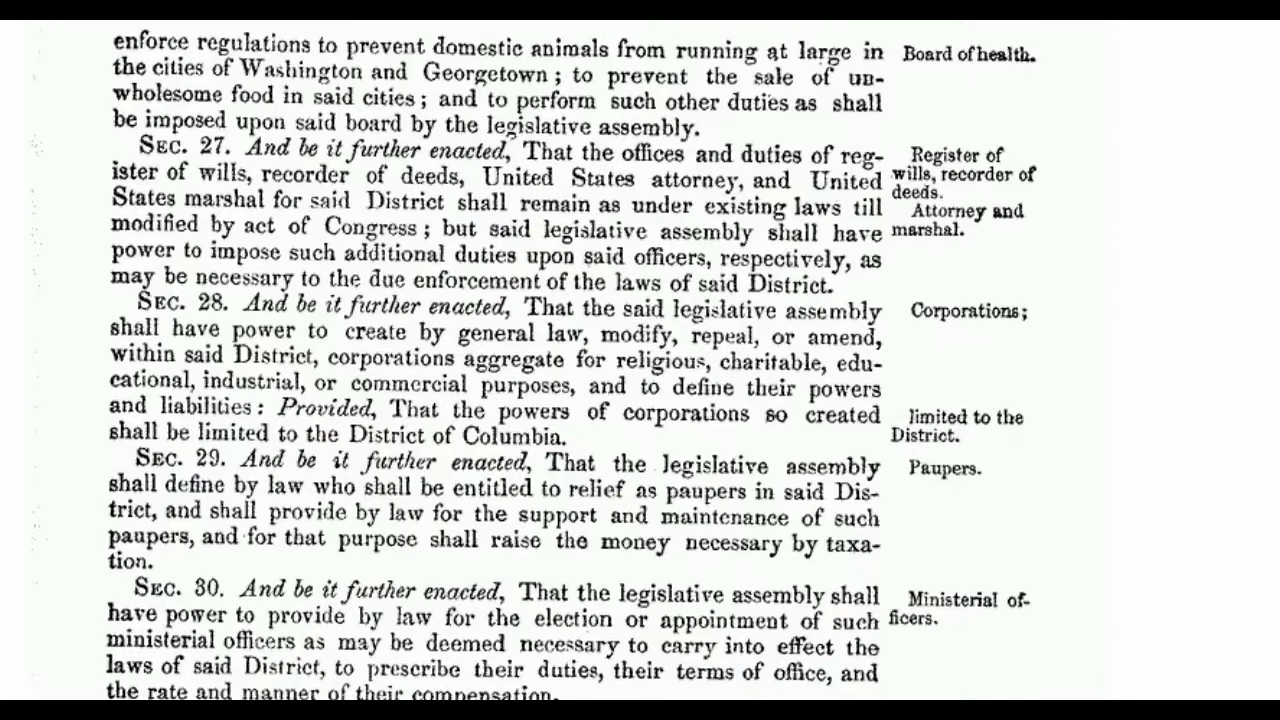 enforce regulations to prevent domestic animals from running at large in
Board of health.
the cities of Washington and Georgetown; to prevent the sale of un-
wholesome food in said cities; and to perform such other duties as shall
be imposed upon said board by the legislative assembly.
SEC. 27. And be it further enacted, That the offices and duties of reg-
Register of
ister of wills, recorder of deeds, United States attorney, and United
wills, recorder of
deeds.
States marshal for said District shall remain as under existing laws till
Attorney and
modified by act of Congress; but said legislative assembly shall have
marshal.
power to impose such additional duties upon said officers, respectively, as
may be necessary to the due enforcement of the laws of said District.
SEC. 28. And be it further enacted, That the said legislative assembly
Corporations;
shall have power to create by general law, modify, repeal, or amend,
within said District, corporations aggregate for religious, charitable, edu-
cational, industrial, or commercial purposes, and to define their powers
and liabilities: Provided, That the powers of corporations so created
limited to the
shall be limited to the District of Columbia.
District.
SEC. 29. And be it further enacted, That the legislative assembly
Paupers.
shall define by law who shall be entitled to relief as paupers in said Dis-
trict, and shall provide by law for the support and maintenance of such
paupers, and for that purpose shall raise the money necessary by taxa-
tion.
SEC. 30. And be it further enacted, That the legislative assembly shall
Ministerial of-
have power to provide by law for the election or appointment of such
ficers.
ministerial officers as may be deemed necessary to carry into effect the
laws of said District, to prescribe their duties, their terms of office, and
the rate and manner of their compensation.